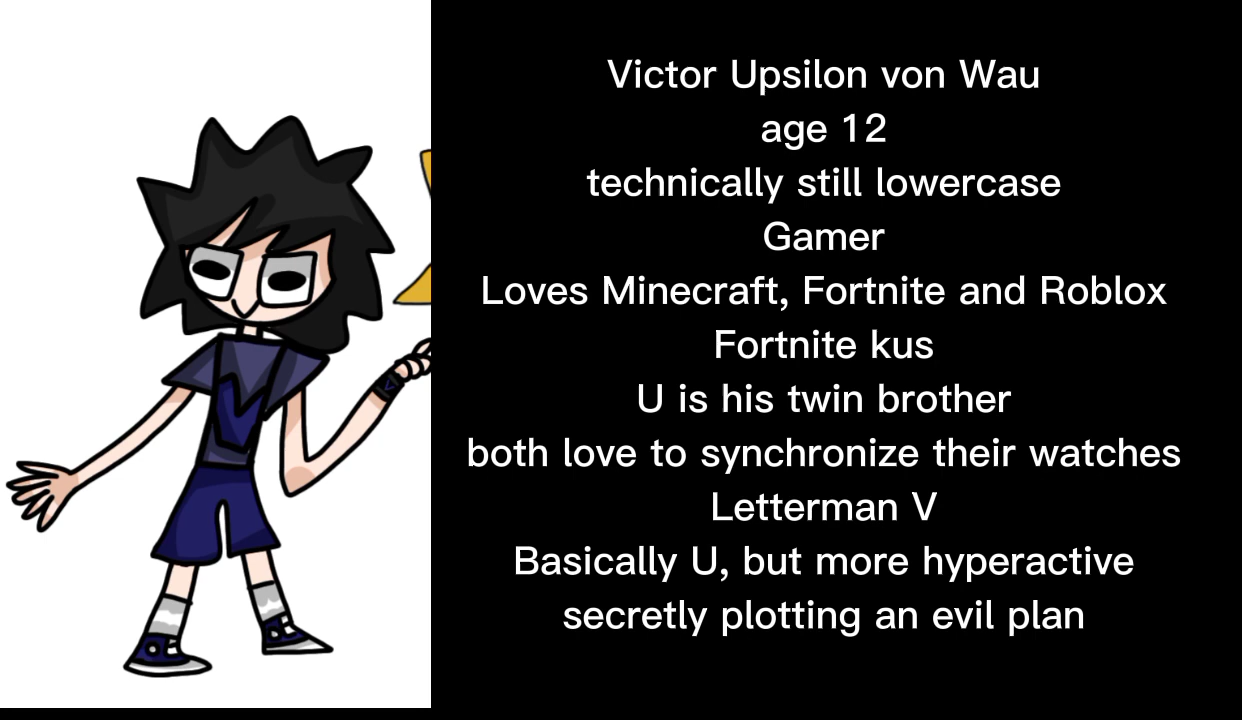 Victor Upsilon von Wau
age 12
technically still lowercase
Gamer
Loves Minecraft, Fortnite and Roblox
Fortnite kus
U is his twin brother
both love to synchronize their watches
Letterman V
Basically U, but more hyperactive
secretly plotting an evil plan